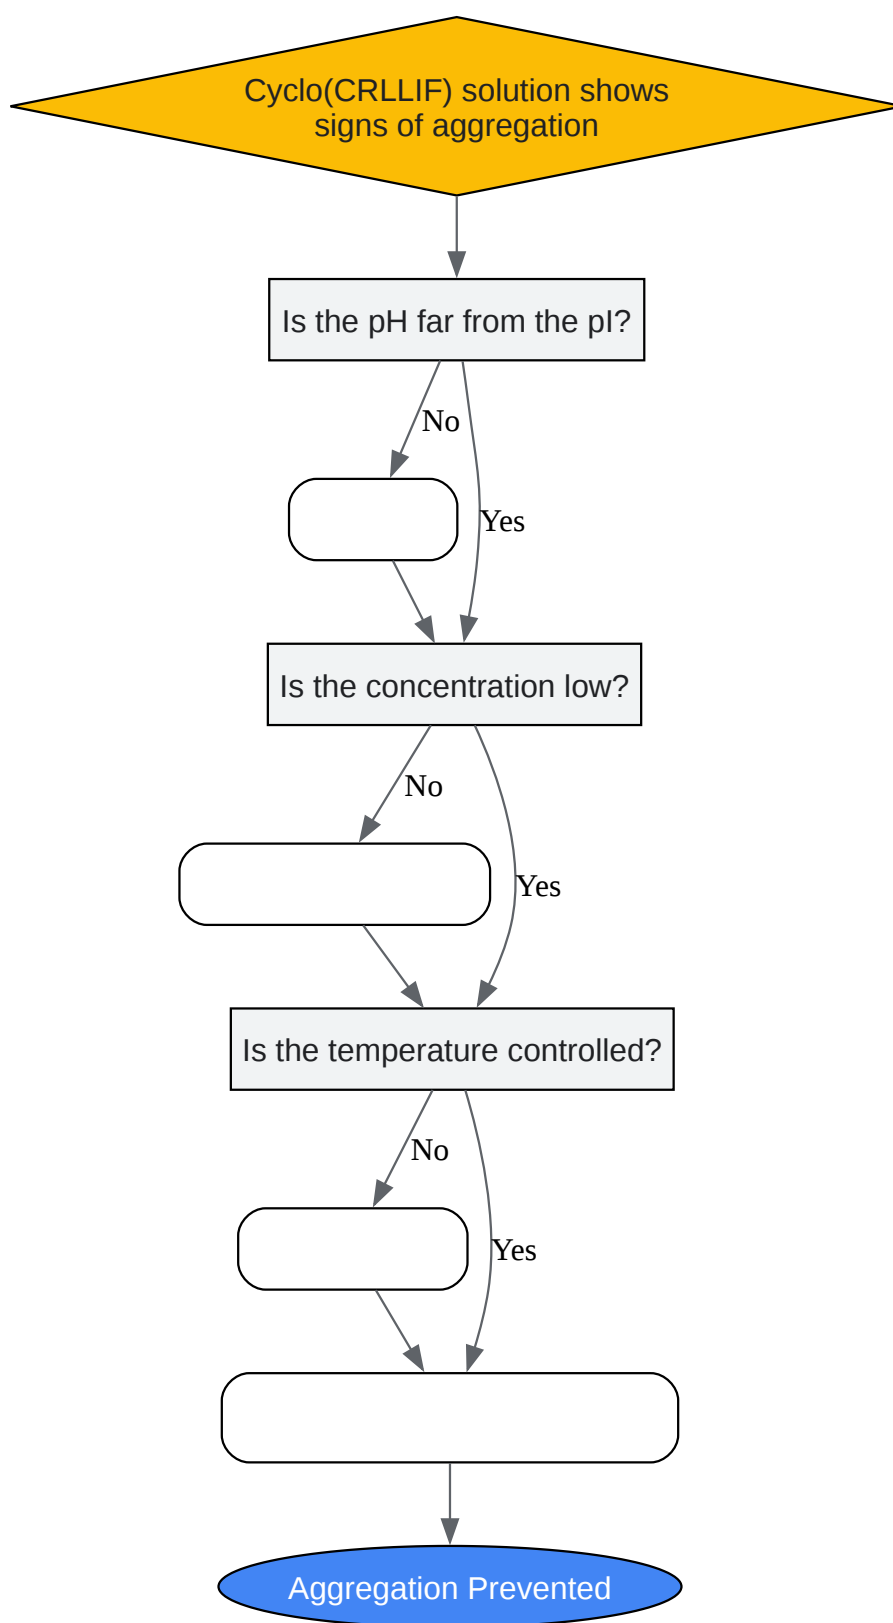 Cyclo(CRLLIF) solution shows
signs of aggregation
Is the pH far from the pI?
No
Yes
Is the concentration low?
No
Yes
Is the temperature controlled?
No
Yes
Aggregation Prevented